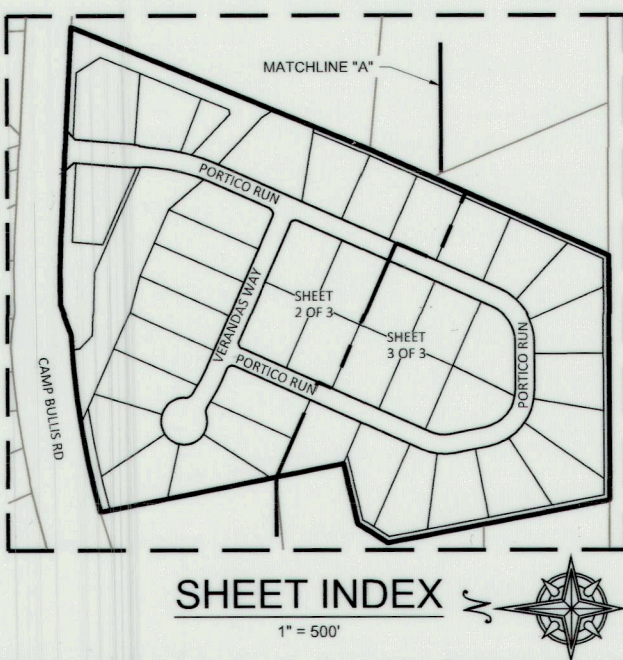 MATCHLINE "A"
PORTICO RUN
VERANDAS WAY
SHEET
2 OF 3
SHEET
3 OF 3
PORTICO RUN
PORTICO RUN
CAMP BULLIS RD
SHEET INDEX
1" = 500'
N